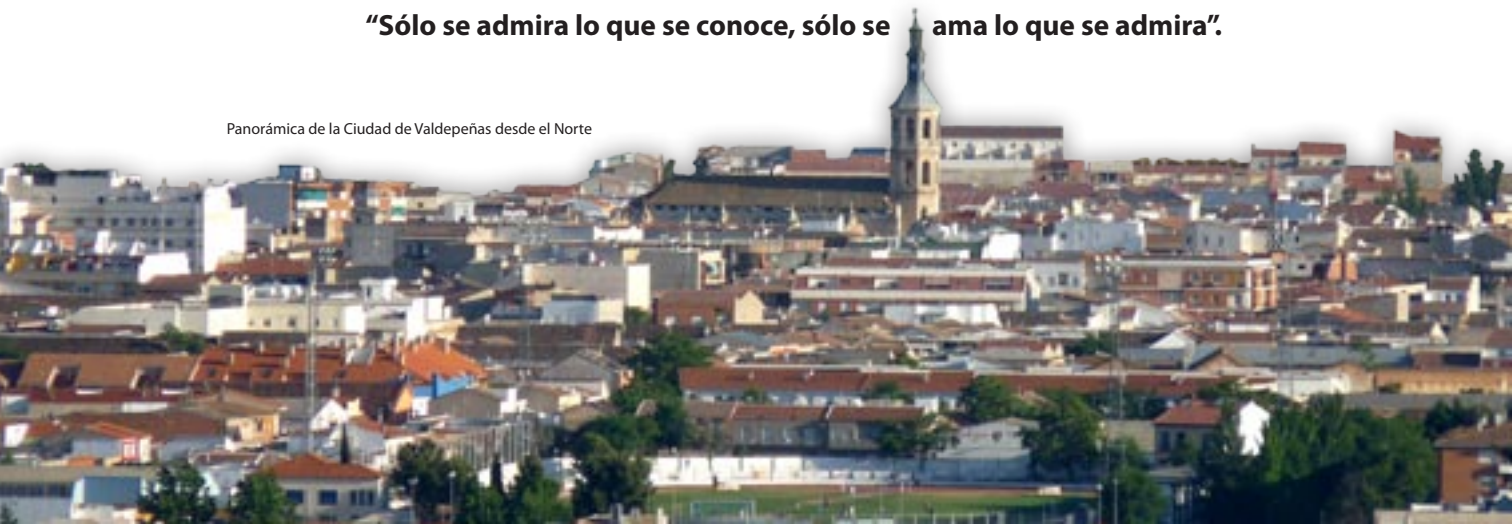 “Sólo se admira lo que se conoce, sólo se ama lo que se admira”.
Panorámica de la Ciudad de Valdepeñas desde el Norte